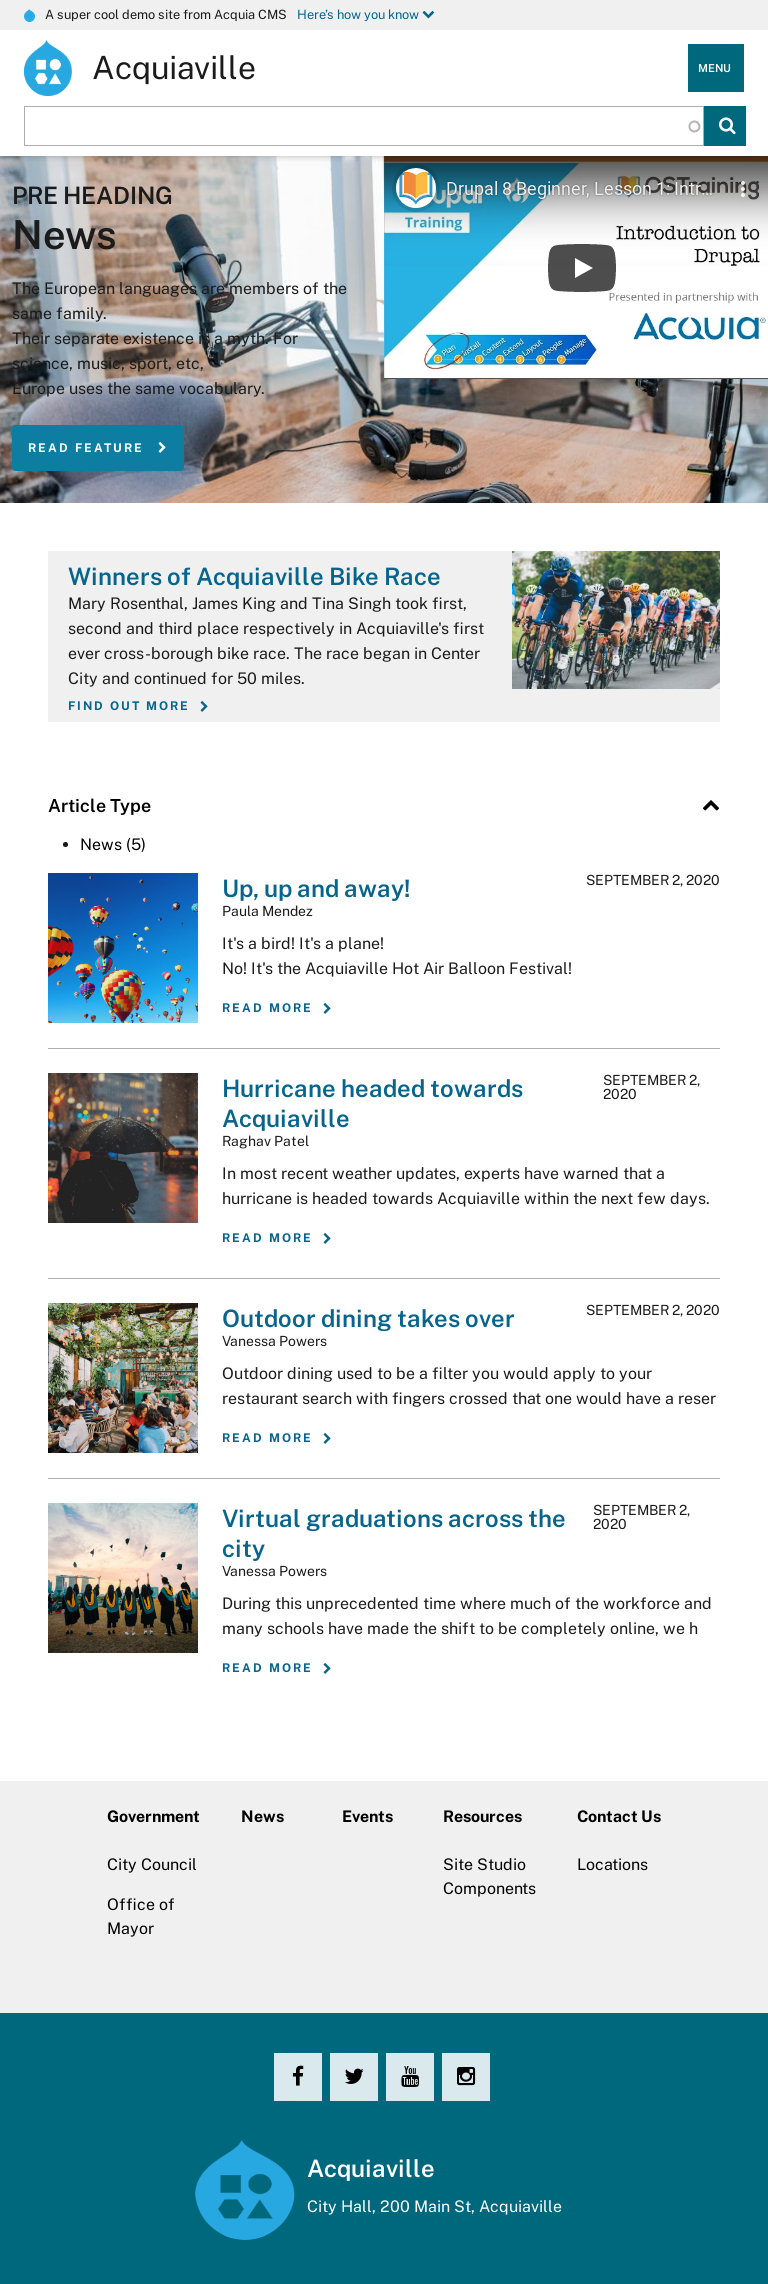 A super cool demo site from Acquia CMS Here's how you know
Acquiaville
MENU
PRE HEADING
News
The European languages are members of the
same family.
Their separate existence is a myth. For
science, music, sport, etc,
Europe uses the same vocabulary.
READ FEATURE
Drupal 8 Beginner, Lesson 1: Intr...
OSTraining
Drupal
Training
Introduction to
Drupal
Presented in partnership with
Acquia
Plan
Install
Content
Extend
Layout
People
Manage
Winners of Acquiaville Bike Race
Mary Rosenthal, James King and Tina Singh took first,
second and third place respectively in Acquiaville's first
ever cross-borough bike race. The race began in Center
City and continued for 50 miles.
FIND OUT MORE
Article Type
News (5)
Up, up and away!
SEPTEMBER 2, 2020
Paula Mendez
It's a bird! It's a plane!
No! It's the Acquiaville Hot Air Balloon Festival!
READ MORE
Hurricane headed towards
Acquiaville
SEPTEMBER 2,
2020
Raghav Patel
In most recent weather updates, experts have warned that a
hurricane is headed towards Acquiaville within the next few days.
READ MORE
Outdoor dining takes over
SEPTEMBER 2, 2020
Vanessa Powers
Outdoor dining used to be a filter you would apply to your
restaurant search with fingers crossed that one would have a reser
READ MORE
Virtual graduations across the
city
SEPTEMBER 2,
2020
Vanessa Powers
During this unprecedented time where much of the workforce and
many schools have made the shift to be completely online, we h
READ MORE
Government
City Council
Office of
Mayor
News
Events
Resources
Site Studio
Components
Contact Us
Locations
You
Tube
Acquiaville
City Hall, 200 Main St, Acquiaville